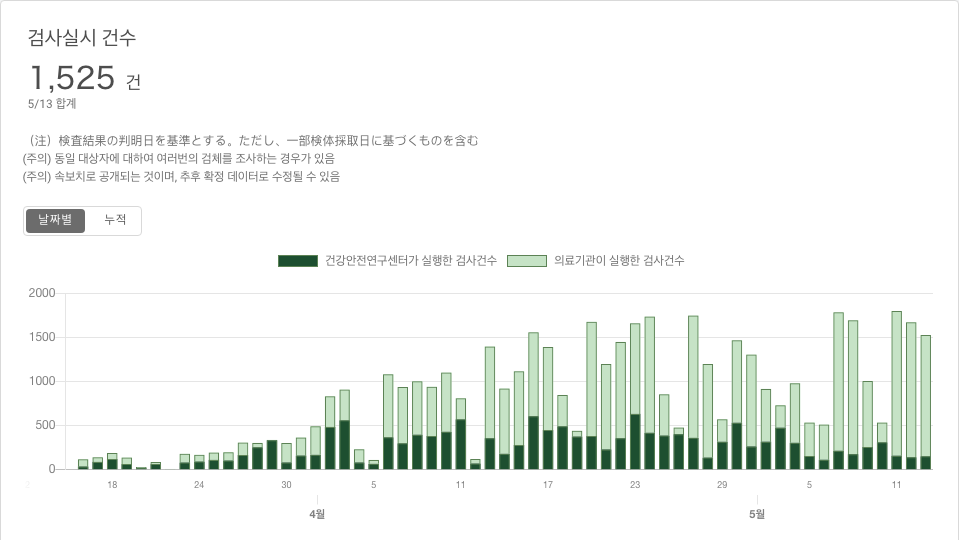 검사실시 건수
1,525 건
5/13 합계
（注）検査結果の判明日を基準とする。ただし、一部検体採取日に基づくものを含む
(주의) 동일 대상자에 대하여 여러번의 검체를 조사하는 경우가 있음
(주의) 속보치로 공개되는 것이며, 추후 확정 데이터로 수정될 수 있음
날짜별 누적
건강안전연구센터가 실행한 검사건수 의료기관이 실행한 검사건수
2000
1500
1000
500
0
18 24 30 5 11 17 23 29 5 11
4월 5월